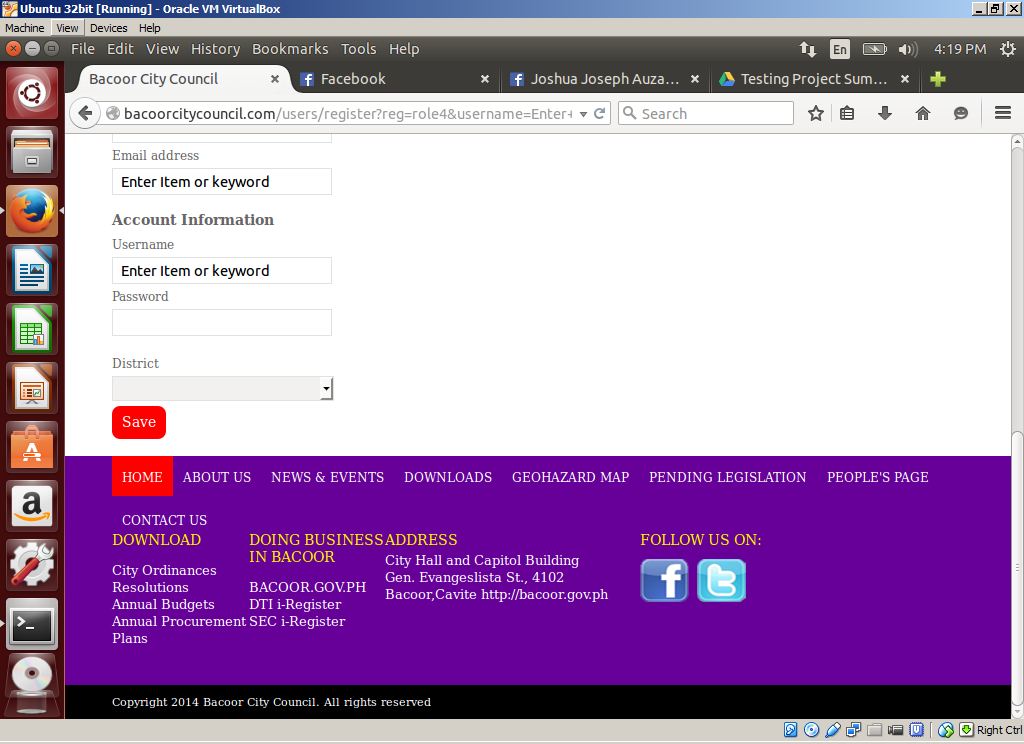 Ubuntu 32bit [Running] - Oracle VM VirtualBox
Machine View Devices Help
File Edit View History Bookmarks Tools Help
En
4:19 PM
Bacoor City Council
Facebook
Joshua Joseph Auza...
Testing Project Sum...
bacoorcitycouncil.com/users/register?reg=role4&username=Enter+
Search
Email address
Enter Item or keyword
Account Information
Username
Enter Item or keyword
Password
District
Save
HOME ABOUT US NEWS & EVENTS DOWNLOADS GEOHAZARD MAP PENDING LEGISLATION PEOPLE'S PAGE
CONTACT US
DOWNLOAD
City Ordinances
Resolutions
Annual Budgets
Annual Procurement
Plans
DOING BUSINESS
IN BACOOR
BACOOR.GOV.PH
DTI i-Register
SEC i-Register
ADDRESS
City Hall and Capitol Building
Gen. Evangeslista St., 4102
Bacoor,Cavite http://bacoor.gov.ph
FOLLOW US ON:
Copyright 2014 Bacoor City Council. All rights reserved
Right Ctrl